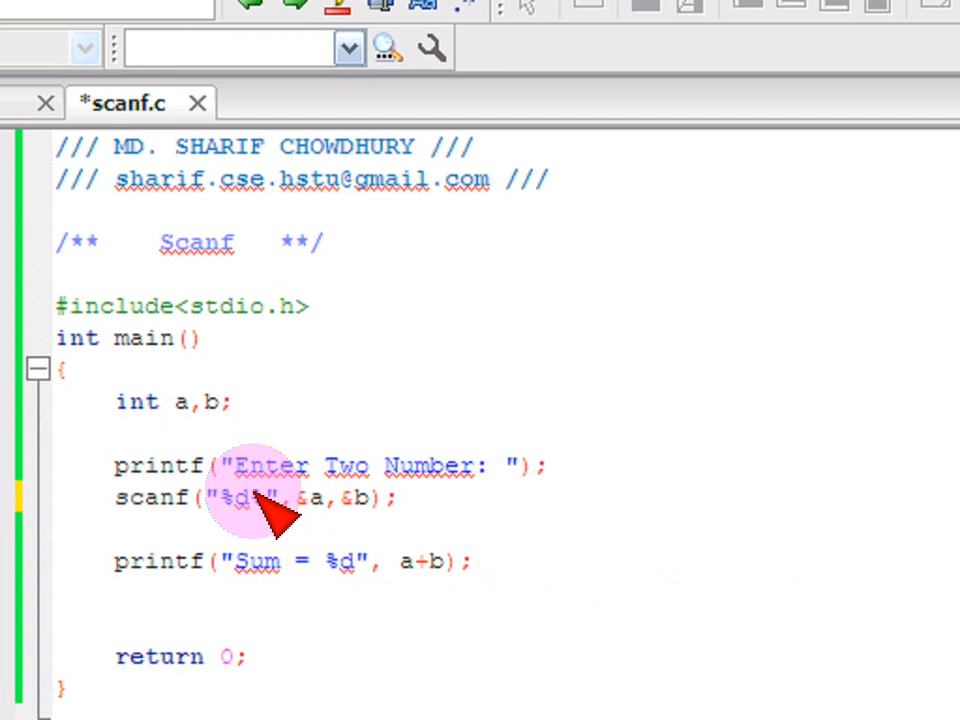 *scanf.c
/// MD. SHARIF CHOWDHURY ///
/// sharif.cse.hstu@gmail.com ///
/** Scanf **/
#include<stdio.h>
int main()
{
int a,b;
printf("Enter Two Number: ");
scanf("%d%",&a,&b);
printf("Sum = %d", a+b);
return 0;
}